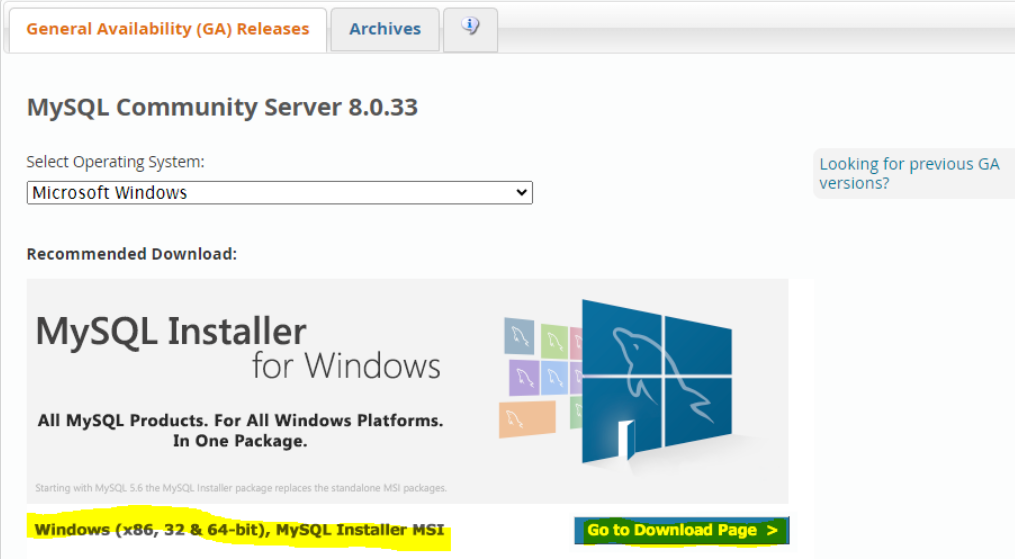 General Availability (GA) Releases
Archives
MySQL Community Server 8.0.33
Select Operating System:
Microsoft Windows
Looking for previous GA
versions?
Recommended Download:
MySQL Installer
for Windows
All MySQL Products. For All Windows Platforms.
In One Package.
Starting with MySQL 5.6 the MySQL Installer package replaces the standalone MSI packages.
Windows (x86, 32 & 64-bit), MySQL Installer MSI
Go to Download Page >